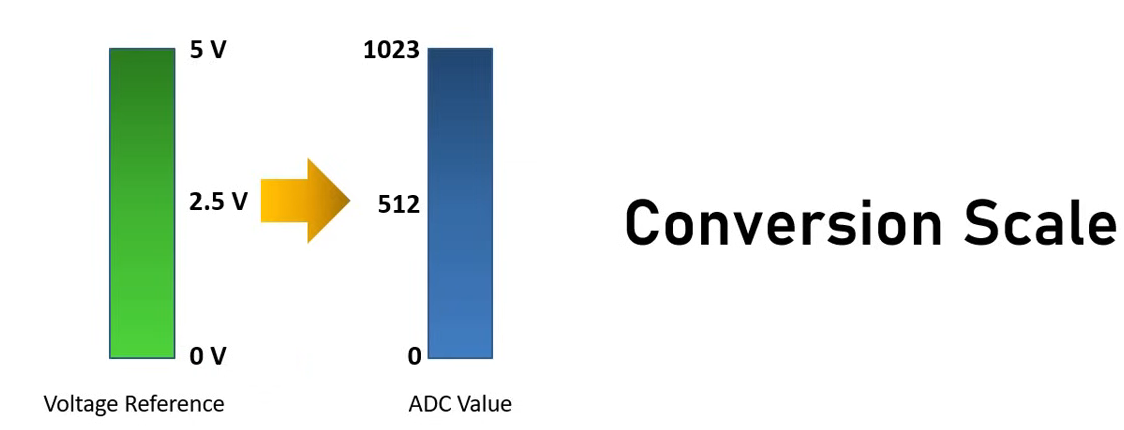 5 V
1023
2.5 V
512
Conversion Scale
0 V
0
Voltage Reference
ADC Value